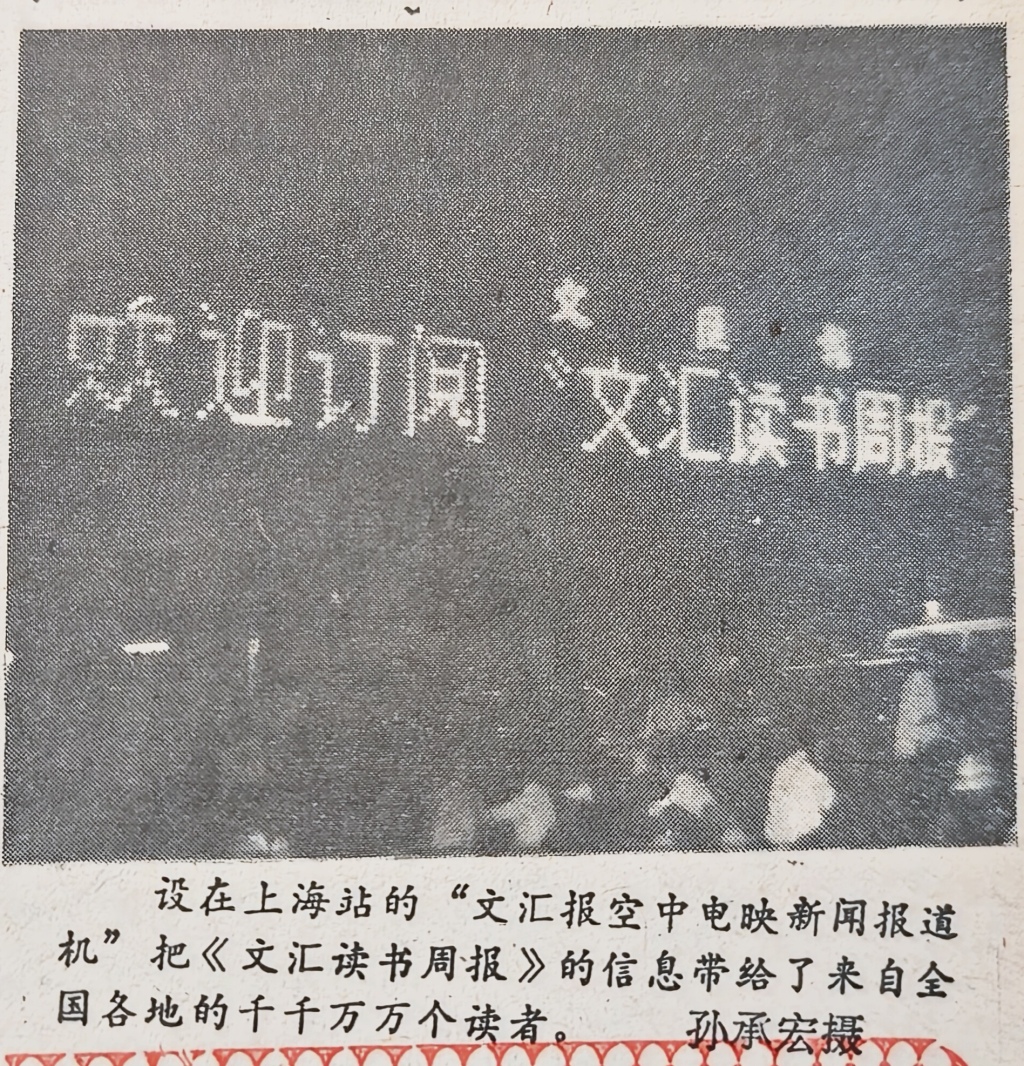 欢迎订阅 “文汇读书周报”
文
设在上海站的“文汇报空中电映新闻报道
机”把《文汇读书周报》的信息带给了来自全
国各地的千千万万个读者。 孙承宏摄